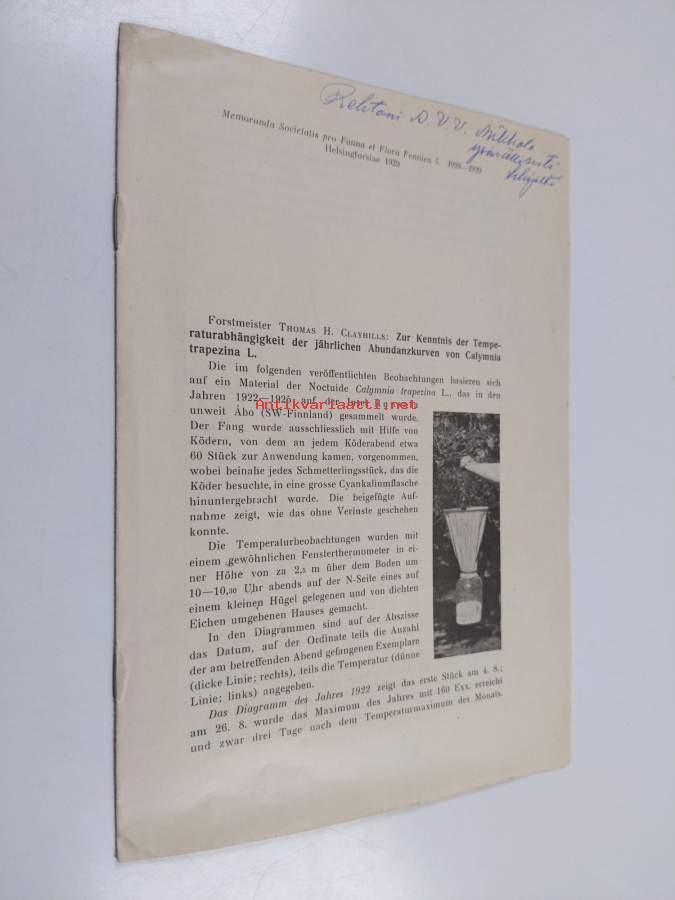 Rehtori
Memoranda Societatis pro Fauna et Flora Fennica 5. 1928—1929
Helsingforsiae 1929
Forstmeister THOMAS H. CLAYHILLS: Zur Kenntnis der Tempe-
raturabhängigkeit der jährlichen Abundanzkurven von Calymnia
trapezina L.
Die im folgenden veröffentlichten Beobachtungen basieren sich
auf ein Material der Noctuide Calymnia trapezina L., das in den
Jahren 1922—1925 auf der Insel
Antikvariaatti.net
unweit Åbo (SW-Finnland) gesammelt wurde.
Der Fang wurde ausschliesslich mit Hilfe von
Ködern, von dem an jedem Köderabend etwa
60 Stück zur Anwendung kamen, vorgenommen,
wobei beinahe jedes Schmetterlingsstück, das die
Köder besuchte, in eine grosse Cyankaliumflasche
hinuntergebracht wurde. Die beigefügte Auf-
nahme zeigt, wie das ohne Verluste geschehen
konnte.
Die Temperaturbeobachtungen wurden mit
einem gewöhnlichen Fensterthermometer in ei-
ner Höhe von za 2,5 m über dem Boden um
10—10,30 Uhr abends auf der N-Seite eines auf
einem kleinen Hügel gelegenen und von dichten
Eichen umgebenen Hauses gemacht.
In den Diagrammen sind auf der Abszisse
das Datum, auf der Ordinate teils die Anzahl
der am betreffenden Abend gefangenen Exemplare
(dicke Linie; rechts), teils die Temperatur (dünne
Linie; links) angegeben.
Das Diagramm des Jahres 1922 zeigt das erste Stück am 4. 8.;
am 26. 8. wurde das Maximum des Jahres mit 160 Exx. erreicht
und zwar drei Tage nach dem Temperaturmaximum des Monats.